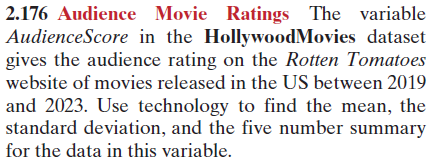 2.176 Audience Movie Ratings The variable
AudienceScore in the HollywoodMovies dataset
gives the audience rating on the Rotten Tomatoes
website of movies released in the US between 2019
and 2023. Use technology to find the mean, the
standard deviation, and the five number summary
for the data in this variable.